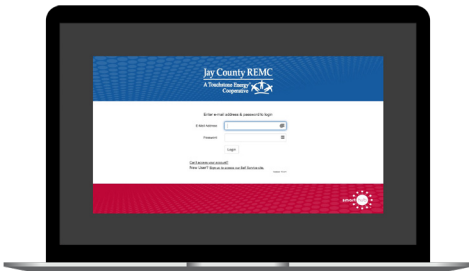 Jay County REMC
A Touchstone Energy®
Cooperative
Enter e-mail address & password to login
E-Mail Address
Password
Login
Can't access your account?
New User? Sign up to access our Self Service site.